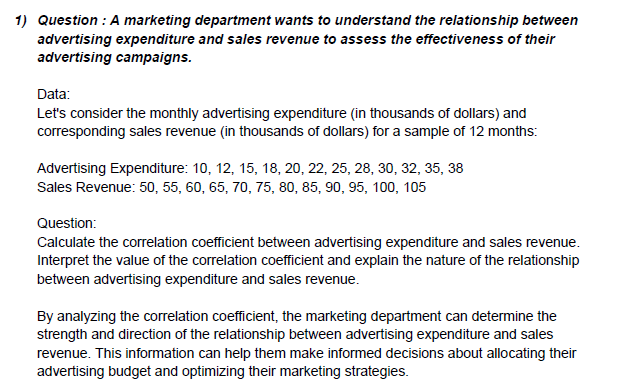 1) Question : A marketing department wants to understand the relationship between
advertising expenditure and sales revenue to assess the effectiveness of their
advertising campaigns.
Data:
Let's consider the monthly advertising expenditure (in thousands of dollars) and
corresponding sales revenue (in thousands of dollars) for a sample of 12 months:
Advertising Expenditure: 10, 12, 15, 18, 20, 22, 25, 28, 30, 32, 35, 38
Sales Revenue: 50, 55, 60, 65, 70, 75, 80, 85, 90, 95, 100, 105
Question:
Calculate the correlation coefficient between advertising expenditure and sales revenue.
Interpret the value of the correlation coefficient and explain the nature of the relationship
between advertising expenditure and sales revenue.
By analyzing the correlation coefficient, the marketing department can determine the
strength and direction of the relationship between advertising expenditure and sales
revenue. This information can help them make informed decisions about allocating their
advertising budget and optimizing their marketing strategies.